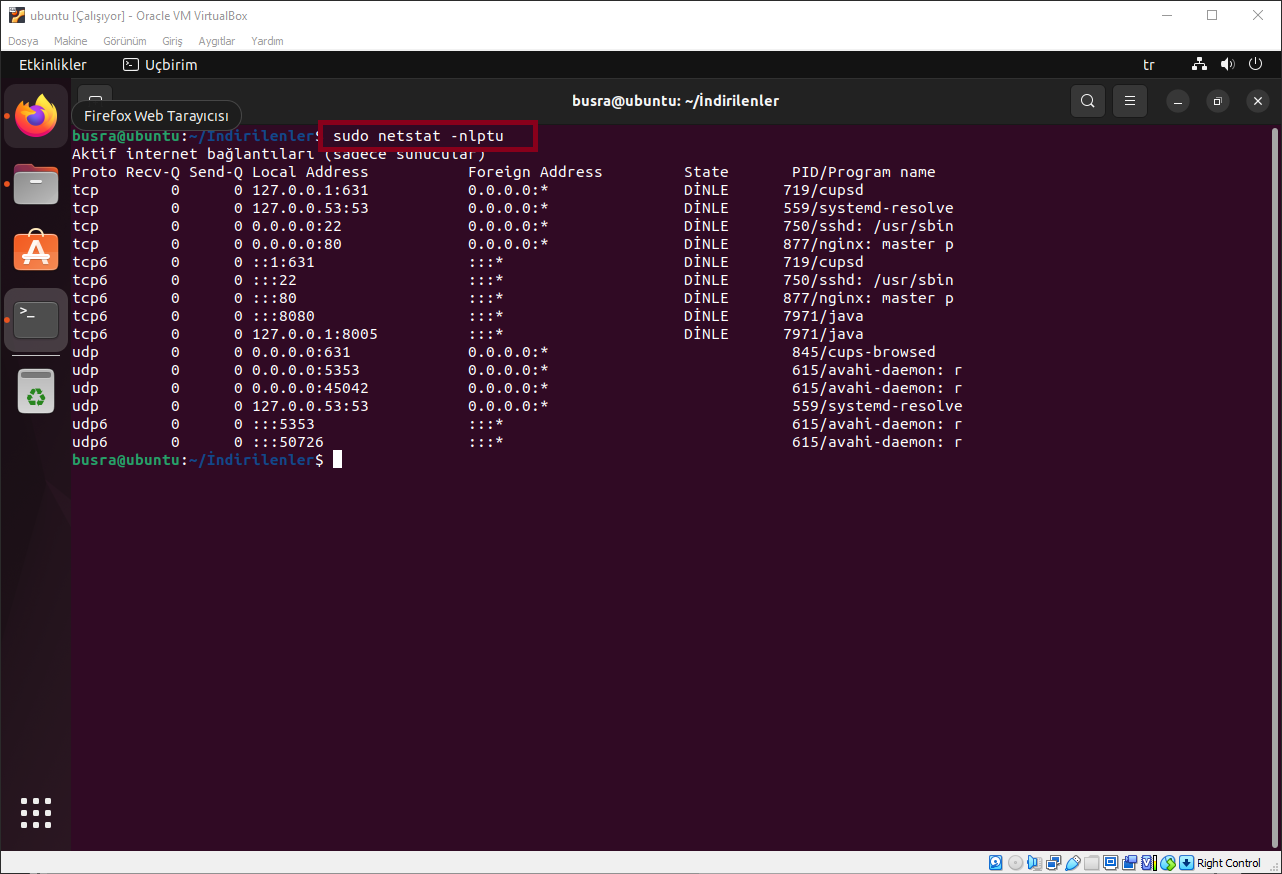 ubuntu [Çalışıyor] - Oracle VM VirtualBox
Dosya Makine Görünüm Giriş Aygıtlar Yardım
Etkinlikler Uçbirim tr
busra@ubuntu: ~/İndirilenler
Firefox Web Tarayıcısı
busra@ubuntu:~/İndirilenler$ sudo netstat -nlptu
Aktif internet bağlantıları (sadece sunucular)
Proto Recv-Q Send-Q Local Address Foreign Address State PID/Program name
tcp 0 0 127.0.0.1:631 0.0.0.0:* DİNLE 719/cupsd
tcp 0 0 127.0.0.53:53 0.0.0.0:* DİNLE 559/systemd-resolve
tcp 0 0 0.0.0.0:22 0.0.0.0:* DİNLE 750/sshd: /usr/sbin
tcp 0 0 0.0.0.0:80 0.0.0.0:* DİNLE 877/nginx: master p
tcp6 0 0 ::1:631 :::* DİNLE 719/cupsd
tcp6 0 0 :::22 :::* DİNLE 750/sshd: /usr/sbin
tcp6 0 0 :::80 :::* DİNLE 877/nginx: master p
tcp6 0 0 :::8080 :::* DİNLE 7971/java
tcp6 0 0 127.0.0.1:8005 :::* DİNLE 7971/java
udp 0 0 0.0.0.0:631 0.0.0.0:* 845/cups-browsed
udp 0 0 0.0.0.0:5353 0.0.0.0:* 615/avahi-daemon: r
udp 0 0 0.0.0.0:45042 0.0.0.0:* 615/avahi-daemon: r
udp 0 0 127.0.0.53:53 0.0.0.0:* 559/systemd-resolve
udp6 0 0 :::5353 :::* 615/avahi-daemon: r
udp6 0 0 :::50726 :::* 615/avahi-daemon: r
busra@ubuntu:~/İndirilenler$
Right Control